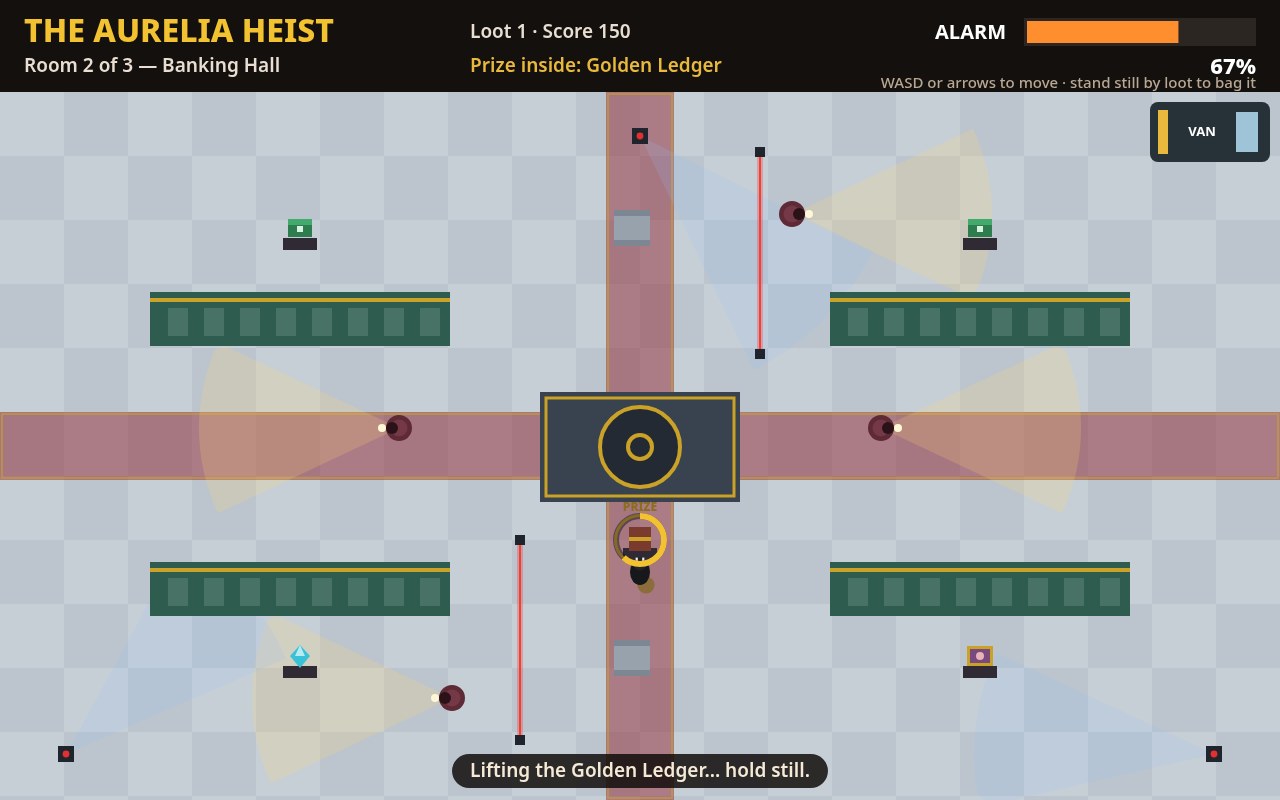 THE AURELIA HEIST
Room 2 of 3 — Banking Hall
Loot 1 · Score 150
Prize inside: Golden Ledger
ALARM
67%
WASD or arrows to move · stand still by loot to bag it
VAN
PRIZE
Lifting the Golden Ledger... hold still.